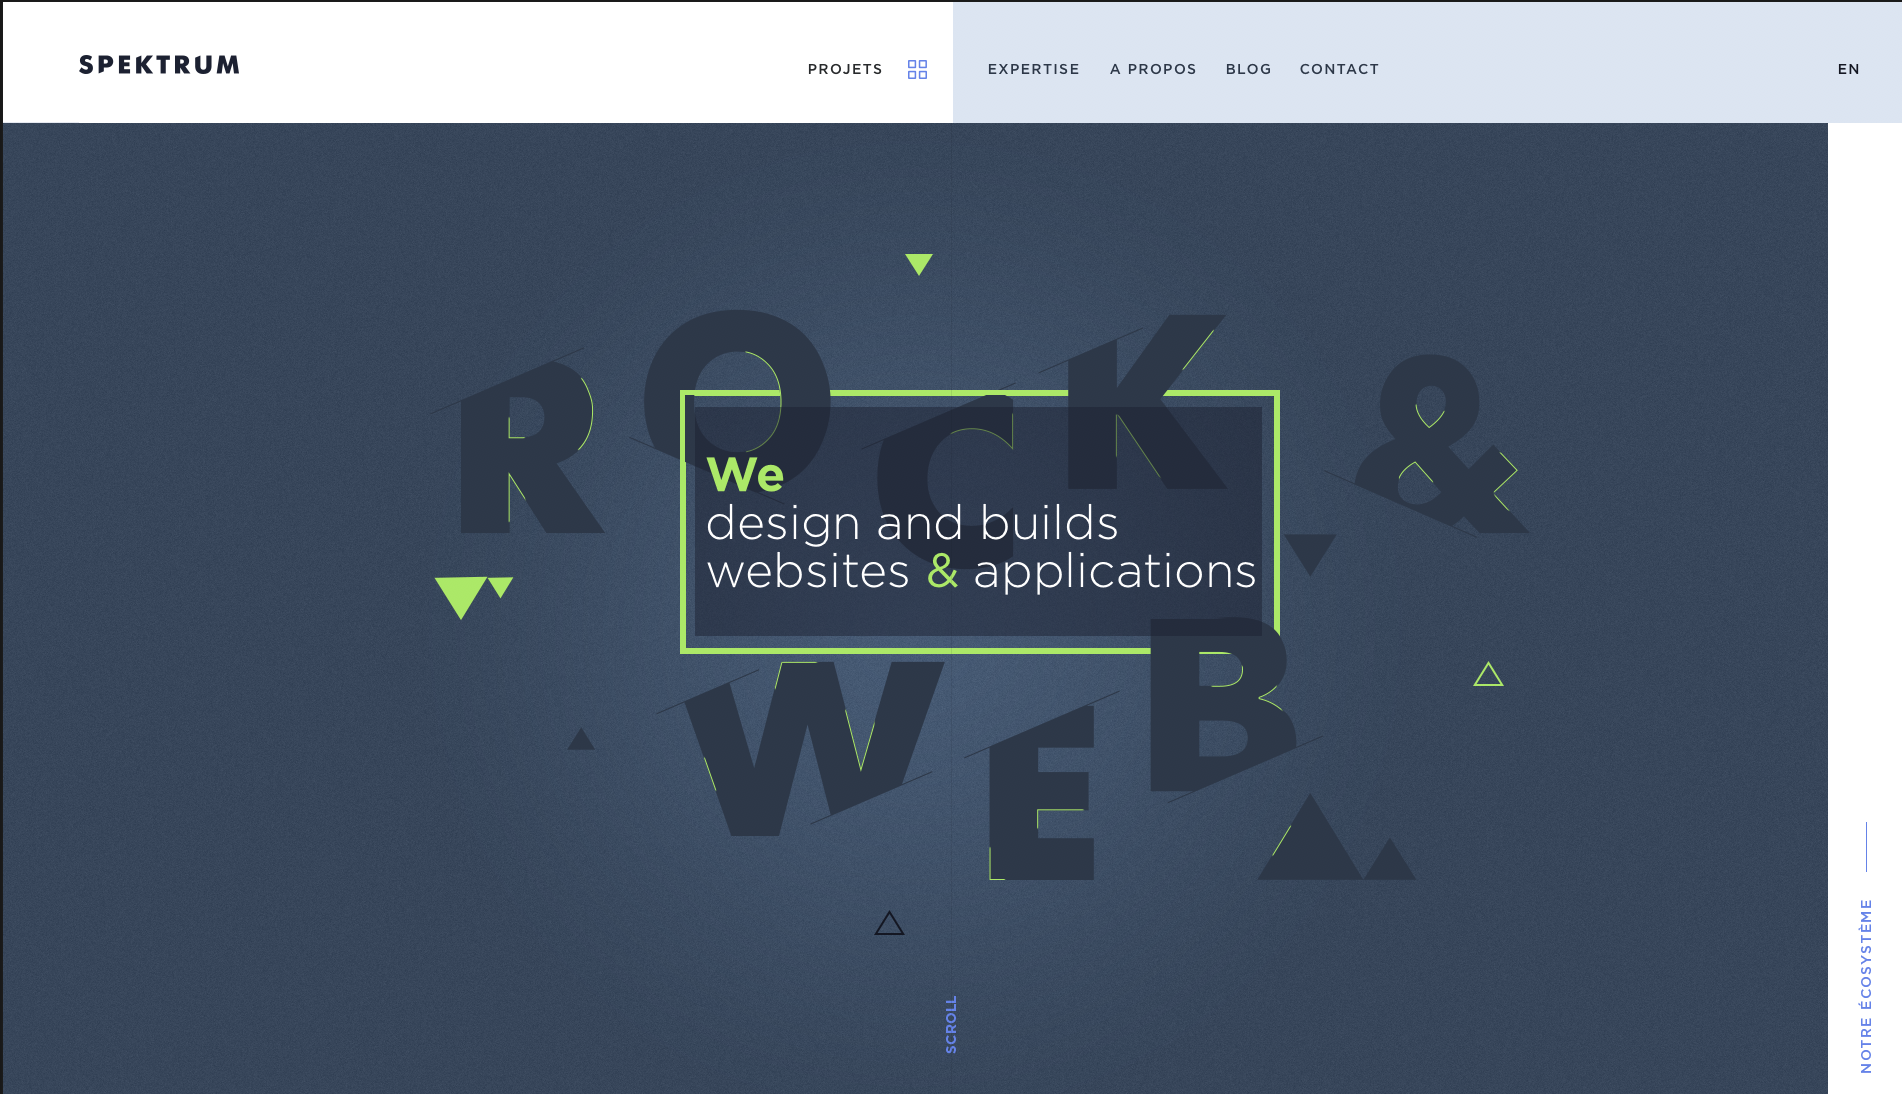 SPEKTRUM
PROJETS
EXPERTISE
A PROPOS
BLOG
CONTACT
EN
ROCK &
We
design and builds
websites & applications
WEB
SCROLL
NOTRE ÉCOSYSTÈME